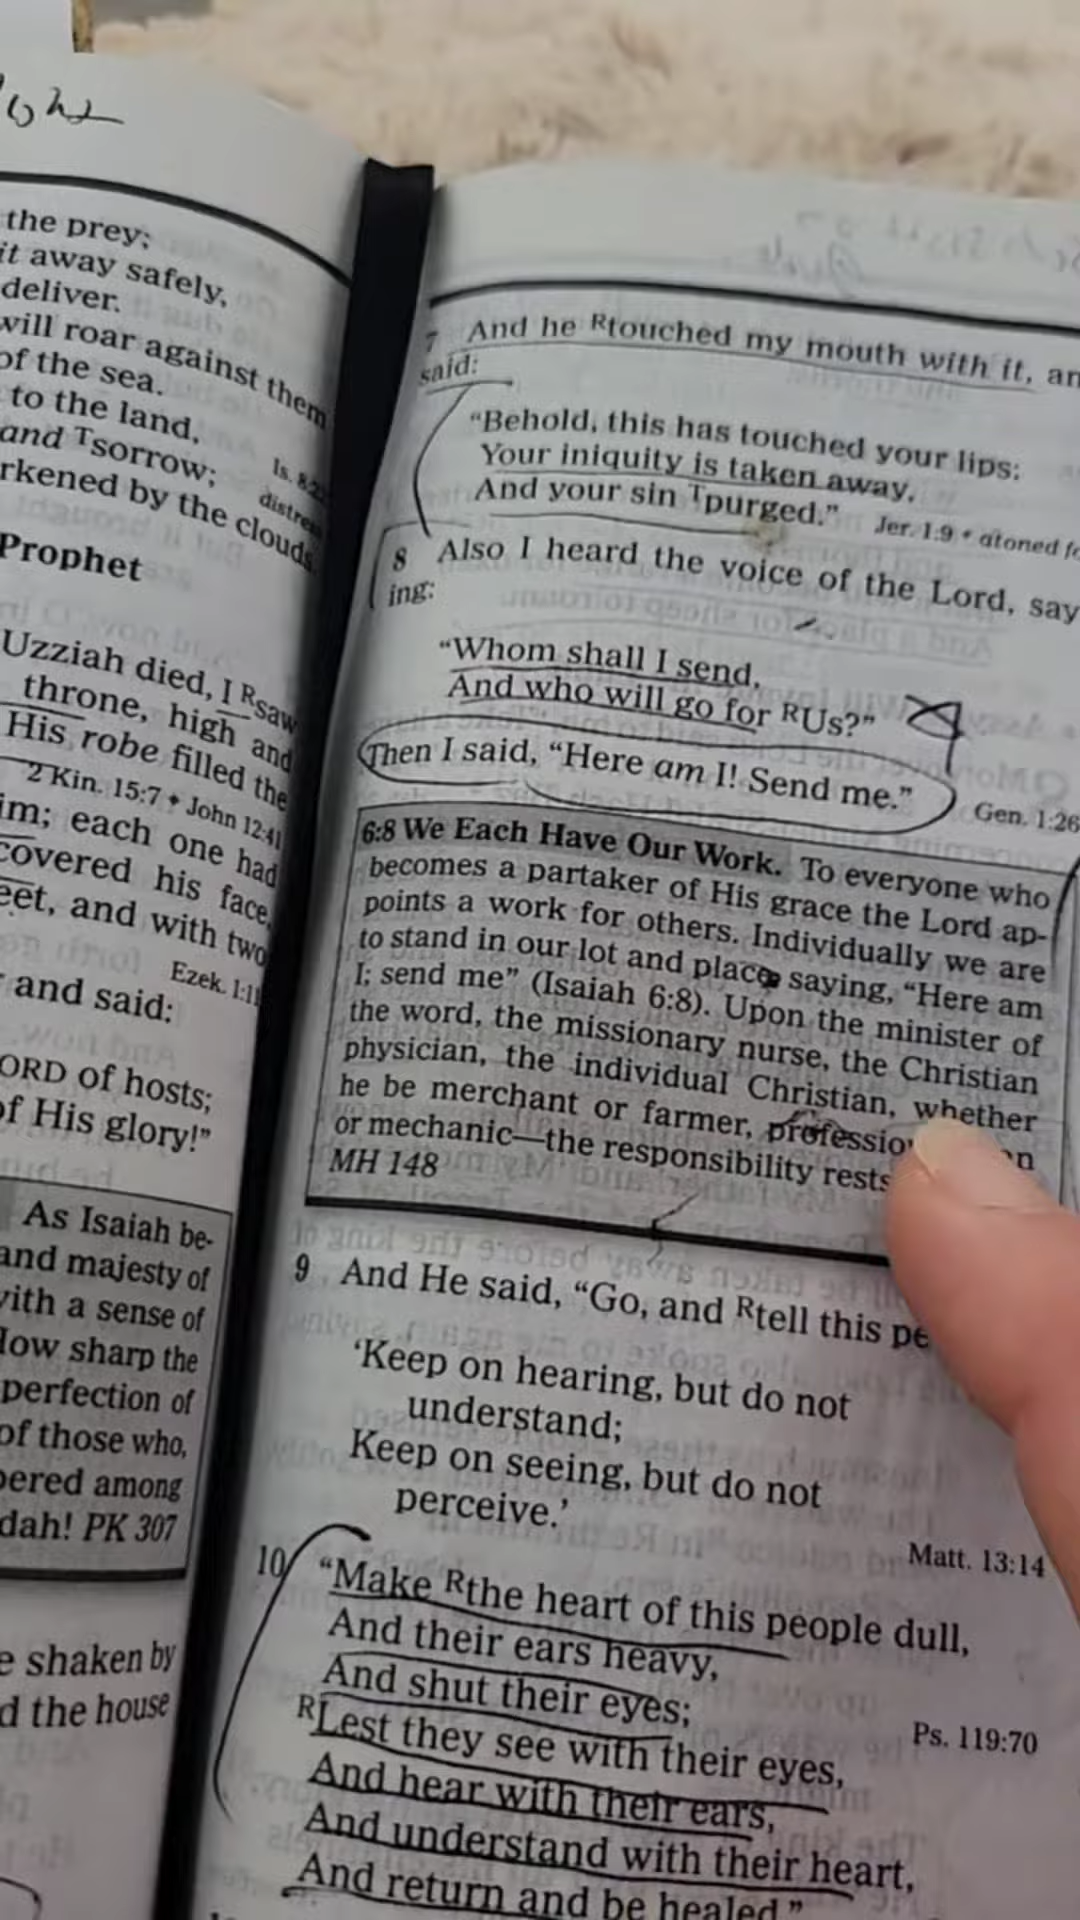 the prey;
it away safely,
deliver.
will roar against them
of the sea.
to the land,
and Tsorrow;
Is. 8:22
rkened by the clouds.
Prophet
Uzziah died, I Rsaw
throne, high and
His robe filled the
2 Kin. 15:7 • John 12:41
im; each one had
covered his face,
eet, and with two
Ezek. 1:11
and said:
ORD of hosts;
of His glory!”
As Isaiah be-
and majesty of
with a sense of
How sharp the
perfection of
of those who,
bered among
dah! PK 307
e shaken by
d the house
7 And he Rtouched my mouth with it, an
said:
“Behold, this has touched your lips;
Your iniquity is taken away,
And your sin Tpurged.”
Jer. 1:9 • atoned fo
8 Also I heard the voice of the Lord, say
ing:
“Whom shall I send,
And who will go for RUs?”
Then I said, “Here am I! Send me.”
Gen. 1:26
6:8 We Each Have Our Work. To everyone who
becomes a partaker of His grace the Lord ap-
points a work for others. Individually we are
to stand in our lot and place, saying, “Here am
I; send me” (Isaiah 6:8). Upon the minister of
the word, the missionary nurse, the Christian
physician, the individual Christian, whether
he be merchant or farmer, professio n
or mechanic—the responsibility rests
MH 148
9 And He said, “Go, and Rtell this pe
‘Keep on hearing, but do not
understand;
Keep on seeing, but do not
perceive.’
Matt. 13:14
10 “Make Rthe heart of this people dull,
And their ears heavy,
And shut their eyes;
Ps. 119:70
RLest they see with their eyes,
And hear with their ears,
And understand with their heart,
And return and be healed.”